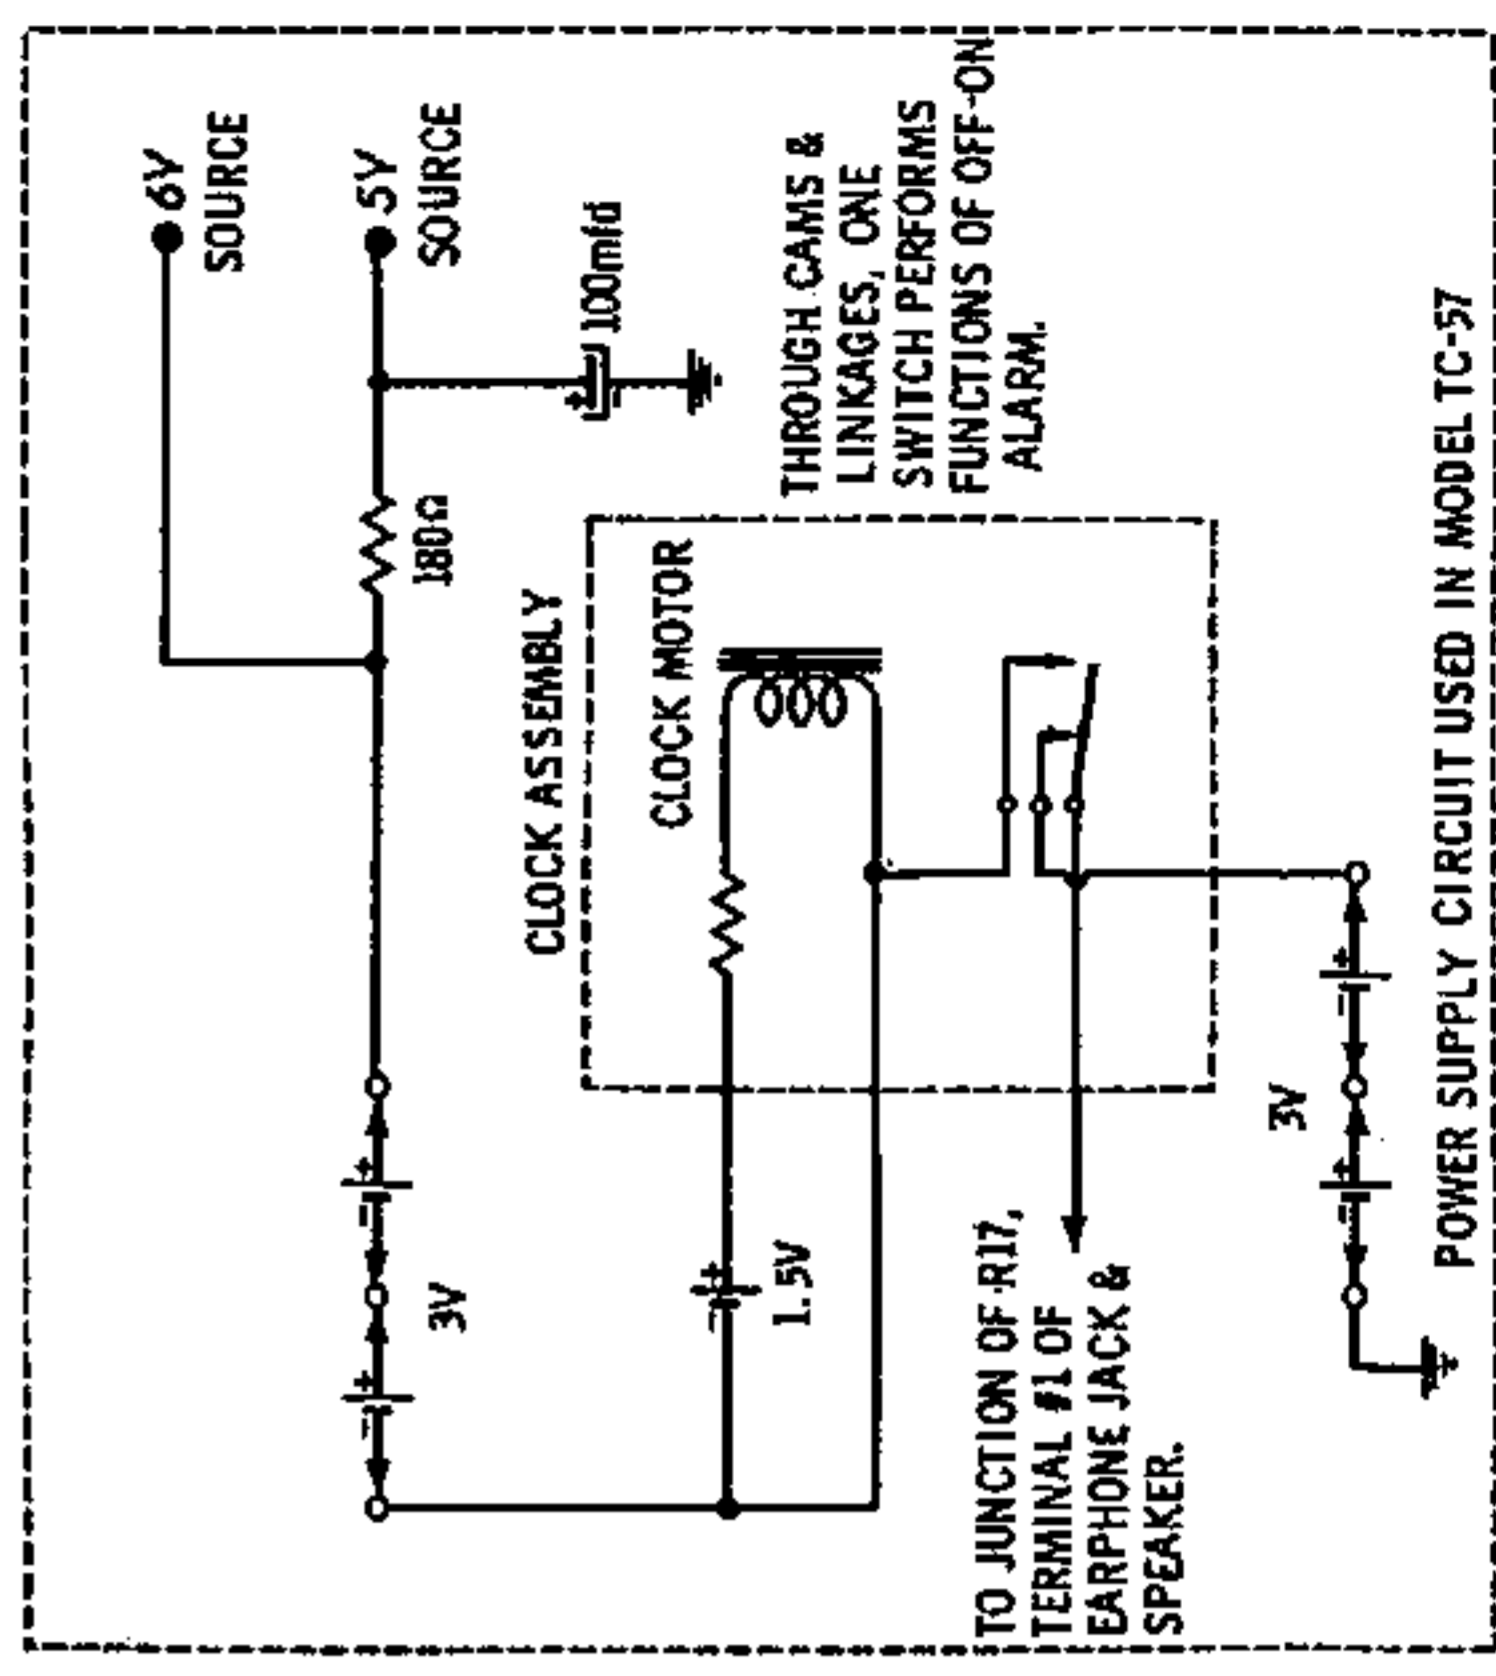 6V
SOURCE
5V
SOURCE
180Ω
100mfd
3V
CLOCK ASSEMBLY
CLOCK MOTOR
1.5V
THROUGH CAMS &
LINKAGES, ONE
SWITCH PERFORMS
FUNCTIONS OF OFF-ON
ALARM.
TO JUNCTION OF R17,
TERMINAL #1 OF
EARPHONE JACK &
SPEAKER.
3V
POWER SUPPLY CIRCUIT USED IN MODEL TC-57